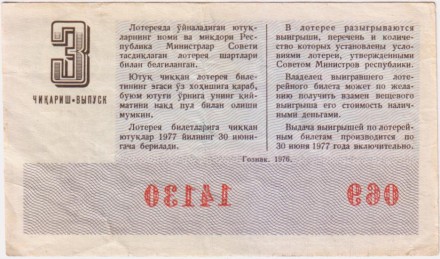 3
ЧИҚАРИШ•ВЫПУСК
Лотереяда ўйналадиган ютуқ-
ларнинг номи ва миқдори Рес-
публика Министрлар Совети
тасдиқлаган лотерея шартлари
билан белгиланган.
Ютуқ чиққан лотерея биле-
тининг эгаси ўз хоҳишига қараб,
буюм ютуғи ўрнига унинг қий-
матини нақд пул билан олиши
мумкин.
Лотерея билетларига чиққан
ютуқлар 1977 йилнинг 30 июни-
гача берилади.
В лотерее разыгрываются
выигрыши, перечень и количе-
ство которых установлены усло-
виями лотереи, утвержденными
Советом Министров республики.
Владелец выигравшего лоте-
рейного билета может по жела-
нию получить взамен вещевого
выигрыша его стоимость налич-
ными деньгами.
Выдача выигрышей по лотерей-
ным билетам производится по
30 июня 1977 года включительно.
Гознак. 1976.
14130
069